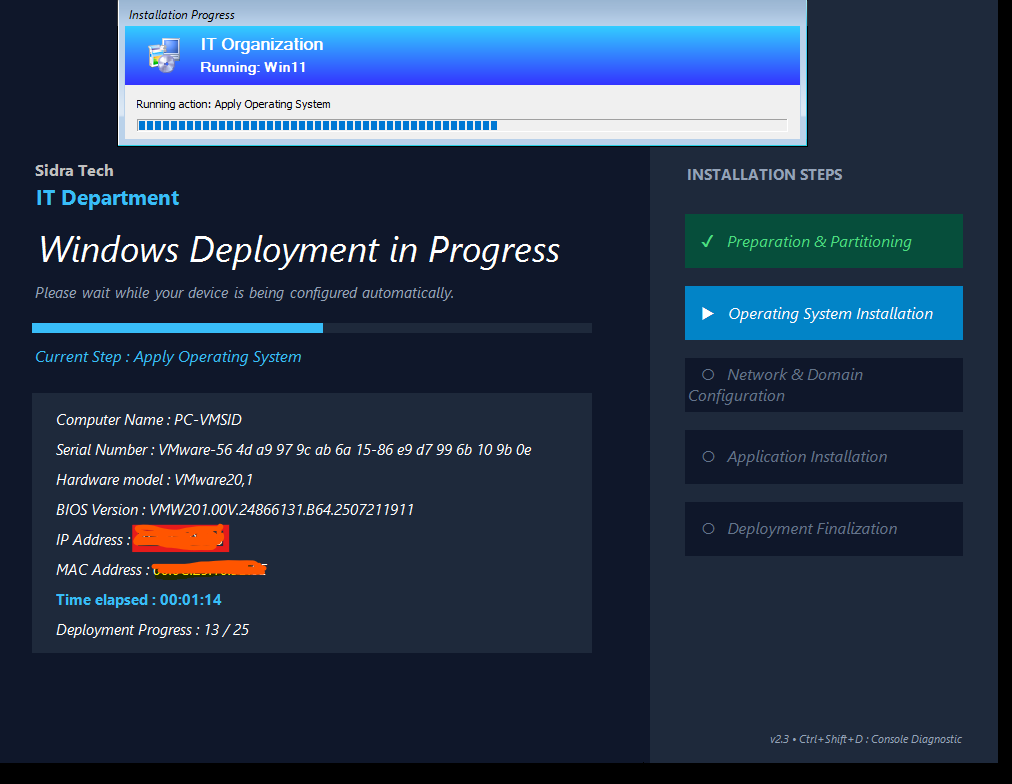 Installation Progress
IT Organization
Running: Win11
Running action: Apply Operating System
Sidra Tech
IT Department
Windows Deployment in Progress
Please wait while your device is being configured automatically.
Current Step : Apply Operating System
Computer Name : PC-VMSID
Serial Number : VMware-56 4d a9 97 9c ab 6a 15-86 e9 d7 99 6b 10 9b 0e
Hardware model : VMware20,1
BIOS Version : VMW201.00V.24866131.B64.2507211911
IP Address :
MAC Address :
Time elapsed : 00:01:14
Deployment Progress : 13 / 25
INSTALLATION STEPS
✓ Preparation & Partitioning
▶ Operating System Installation
○ Network & Domain
Configuration
○ Application Installation
○ Deployment Finalization
v2.3 • Ctrl+Shift+D : Console Diagnostic